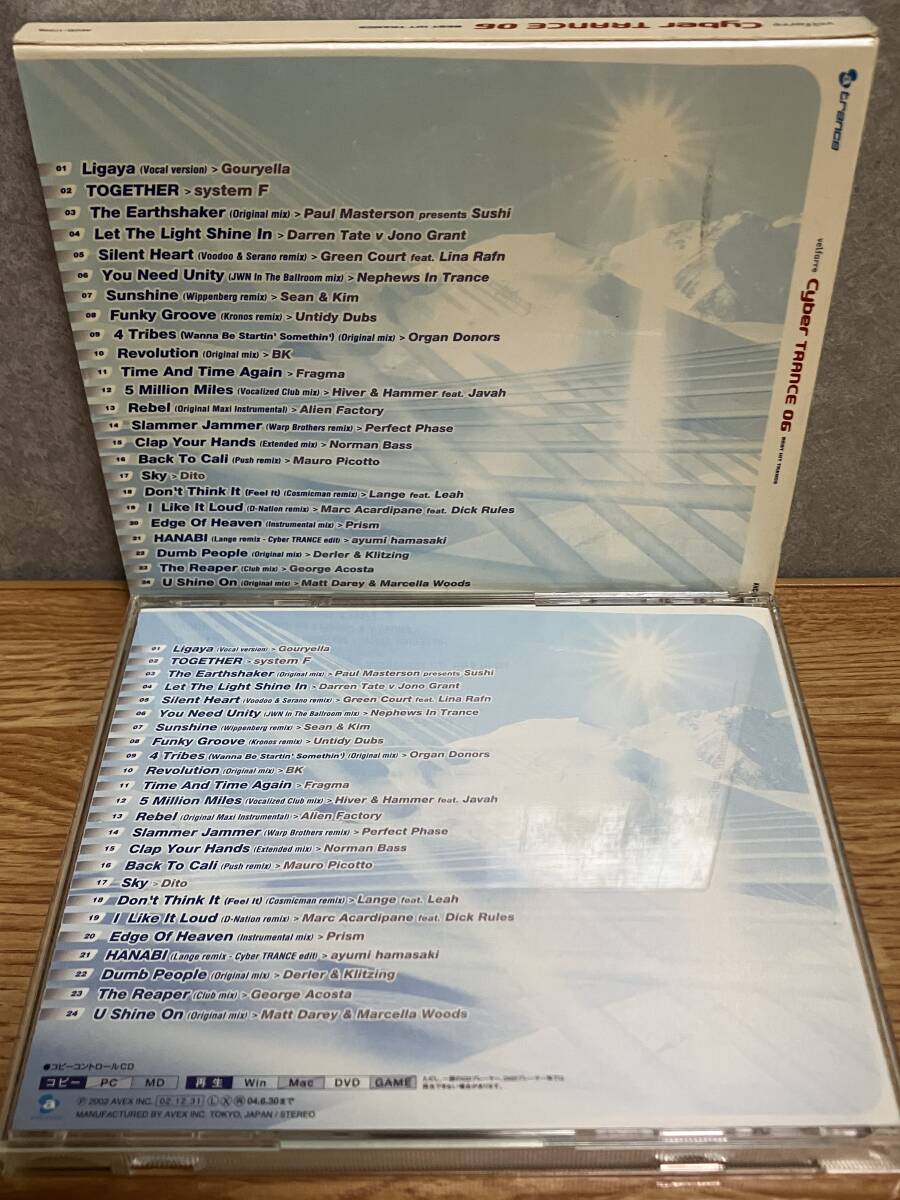 velfarre Cyber TRANCE 06 BEST HIT TRANCE
a trance
velfarre Cyber TRANCE 06 BEST HIT TRANCE
01 Ligaya (Vocal version) > Gouryella
02 TOGETHER > system F
03 The Earthshaker (Original mix) > Paul Masterson presents Sushi
04 Let The Light Shine In > Darren Tate v Jono Grant
05 Silent Heart (Voodoo & Serano remix) > Green Court feat. Lina Rafn
06 You Need Unity (JWN In The Ballroom mix) > Nephews In Trance
07 Sunshine (Wippenberg remix) > Sean & Kim
08 Funky Groove (Kronos remix) > Untidy Dubs
09 4 Tribes (Wanna Be Startin' Somethin') (Original mix) > Organ Donors
10 Revolution (Original mix) > BK
11 Time And Time Again > Fragma
12 5 Million Miles (Vocalized Club mix) > Hiver & Hammer feat. Javah
13 Rebel (Original Maxi Instrumental) > Alien Factory
14 Slammer Jammer (Warp Brothers remix) > Perfect Phase
15 Clap Your Hands (Extended mix) > Norman Bass
16 Back To Cali (Push remix) > Mauro Picotto
17 Sky > Dito
18 Don't Think It (Feel It) (Cosmicman remix) > Lange feat. Leah
19 I Like It Loud (D-Nation remix) > Marc Acardipane feat. Dick Rules
20 Edge Of Heaven (Instrumental mix) > Prism
21 HANABI (Lange remix - Cyber TRANCE edit) > ayumi hamasaki
22 Dumb People (Original mix) > Derler & Klitzing
23 The Reaper (Club mix) > George Acosta
24 U Shine On (Original mix) > Matt Darey & Marcella Woods
01 Ligaya (Vocal version) > Gouryella
02 TOGETHER > system F
03 The Earthshaker (Original mix) > Paul Masterson presents Sushi
04 Let The Light Shine In > Darren Tate v Jono Grant
05 Silent Heart (Voodoo & Serano remix) > Green Court feat. Lina Rafn
06 You Need Unity (JWN In The Ballroom mix) > Nephews In Trance
07 Sunshine (Wippenberg remix) > Sean & Kim
08 Funky Groove (Kronos remix) > Untidy Dubs
09 4 Tribes (Wanna Be Startin' Somethin') (Original mix) > Organ Donors
10 Revolution (Original mix) > BK
11 Time And Time Again > Fragma
12 5 Million Miles (Vocalized Club mix) > Hiver & Hammer feat. Javah
13 Rebel (Original Maxi Instrumental) > Alien Factory
14 Slammer Jammer (Warp Brothers remix) > Perfect Phase
15 Clap Your Hands (Extended mix) > Norman Bass
16 Back To Cali (Push remix) > Mauro Picotto
17 Sky > Dito
18 Don't Think It (Feel It) (Cosmicman remix) > Lange feat. Leah
19 I Like It Loud (D-Nation remix) > Marc Acardipane feat. Dick Rules
20 Edge Of Heaven (Instrumental mix) > Prism
21 HANABI (Lange remix - Cyber TRANCE edit) > ayumi hamasaki
22 Dumb People (Original mix) > Derler & Klitzing
23 The Reaper (Club mix) > George Acosta
24 U Shine On (Original mix) > Matt Darey & Marcella Woods
●コピーコントロールCD
コピー PC MD 再生 Win Mac DVD GAME
Ⓟ 2002 AVEX INC. 02.12.31 Ⓛ Ⓧ 04.6.30まで
MANUFACTURED BY AVEX INC. TOKYO, JAPAN / STEREO